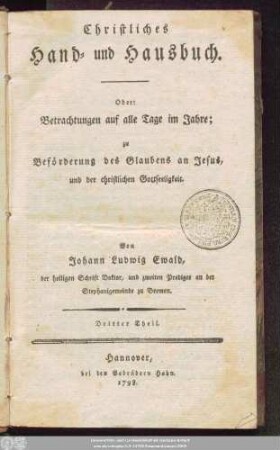 Christliches
Hand- und Hausbuch.
Oder:
Betrachtungen auf alle Tage im Jahre;
zu
Beförderung des Glaubens an Jesus,
und der christlichen Gottseeligkeit.
Von
Johann Ludwig Ewald,
der heiligen Schrift Doktor, und zweiten Prediger an der
Stephanigemeinde zu Bremen.
Dritter Theil.
Hannover,
bei den Gebrüdern Hahn.
1798.